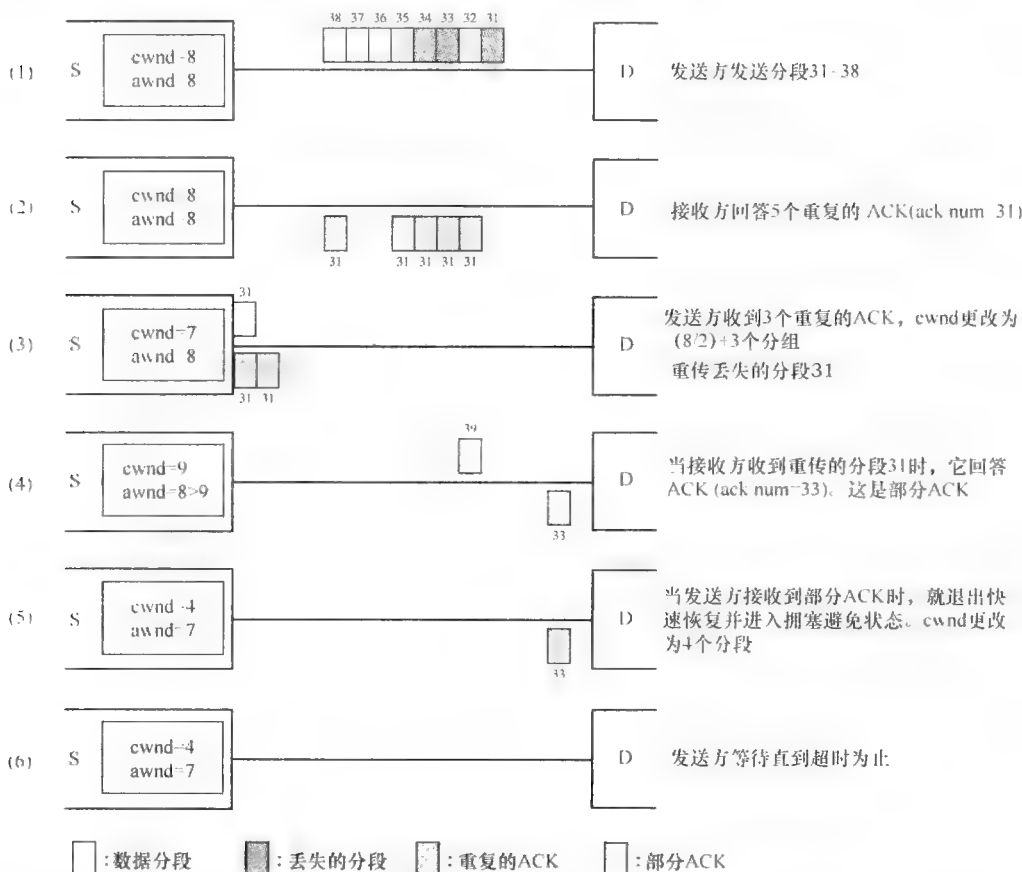 38 37 36 35 34 33 32 31
(1) S cwnd=8 awnd=8 D 发送方发送分段31-38
(2) S cwnd=8 awnd=8 D 接收方回答5个重复的 ACK(ack num=31)
31 31 31 31 31
31
(3) S cwnd=7 awnd=8 D 发送方收到3个重复的ACK，cwnd更改为
(8/2)+3个分组
重传丢失的分段31
31 31
39
(4) S cwnd=9 awnd=8>9 D 当接收方收到重传的分段31时，它回答
ACK (ack num=33)。这是部分ACK
33
(5) S cwnd=4 awnd=7 D 当发送方接收到部分ACK时，就退出快
速恢复并进入拥塞避免状态。cwnd更改
为4个分段
33
(6) S cwnd=4 awnd=7 D 发送方等待直到超时为止
:数据分段 :丢失的分段 :重复的ACK :部分ACK